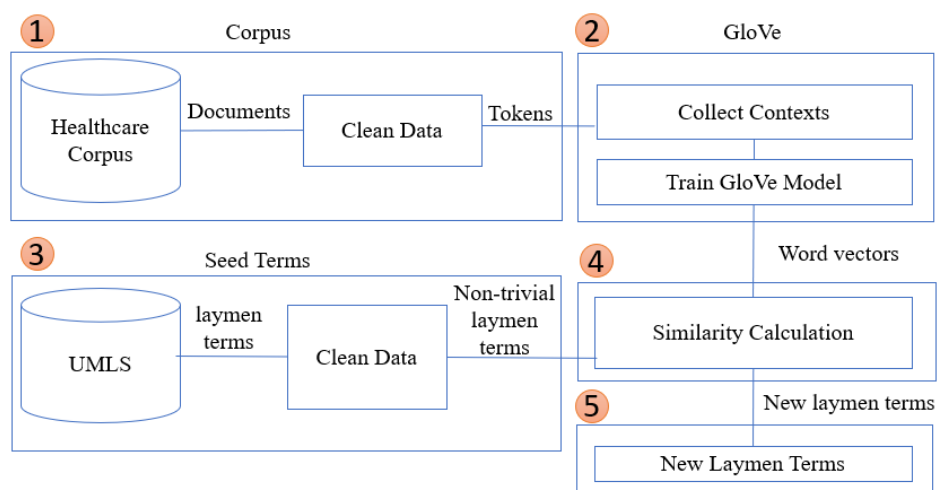 1
Corpus
Healthcare
Corpus
Documents
Clean Data
Tokens
2
GloVe
Collect Contexts
Train GloVe Model
Word vectors
3
Seed Terms
UMLS
laymen
terms
Clean Data
Non-trivial
laymen
terms
4
Similarity Calculation
New laymen terms
5
New Laymen Terms